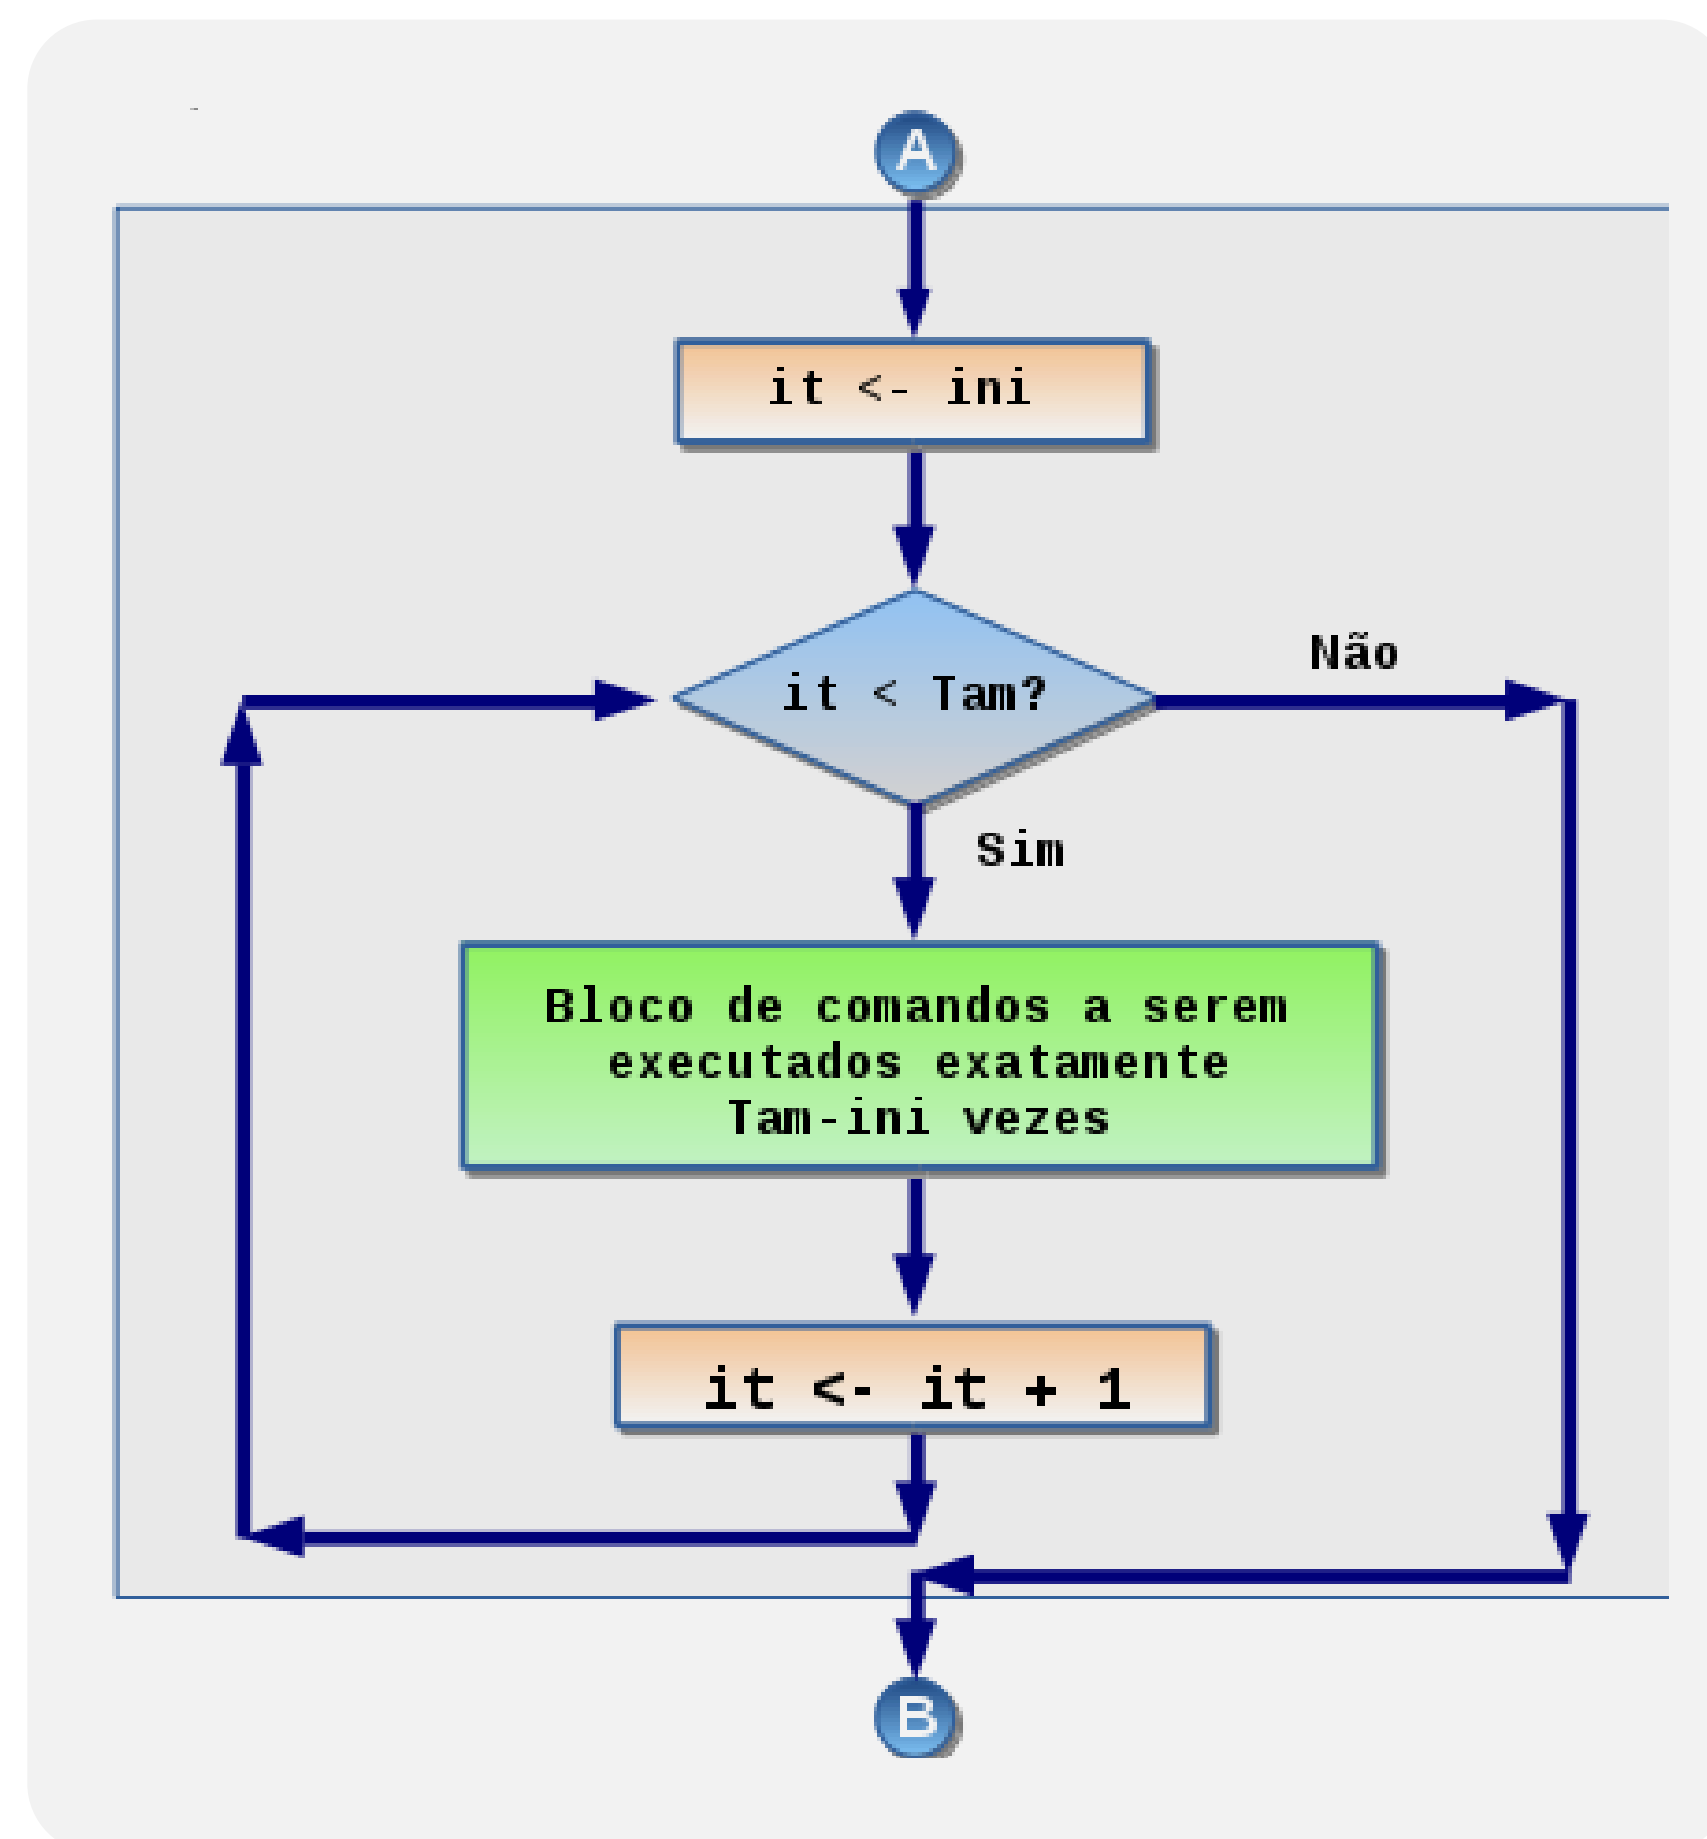 A
it <- ini
it < Tam?
Não
Sim
Bloco de comandos a serem
executados exatamente
Tam-ini vezes
it <- it + 1
B